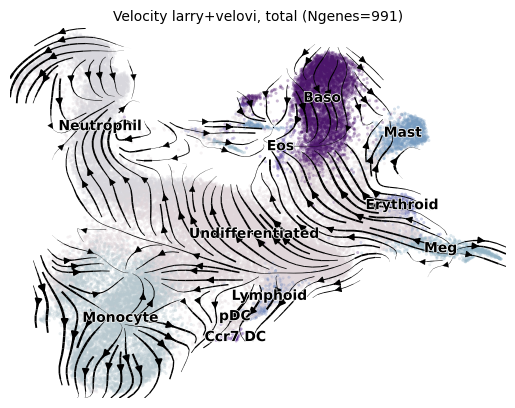 Velocity larry+velovi, total (Ngenes=991)
Baso
Neutrophil
Mast
Eos
Erythroid
Undifferentiated
Meg
Lymphoid
pDC
Monocyte
Ccr7 DC